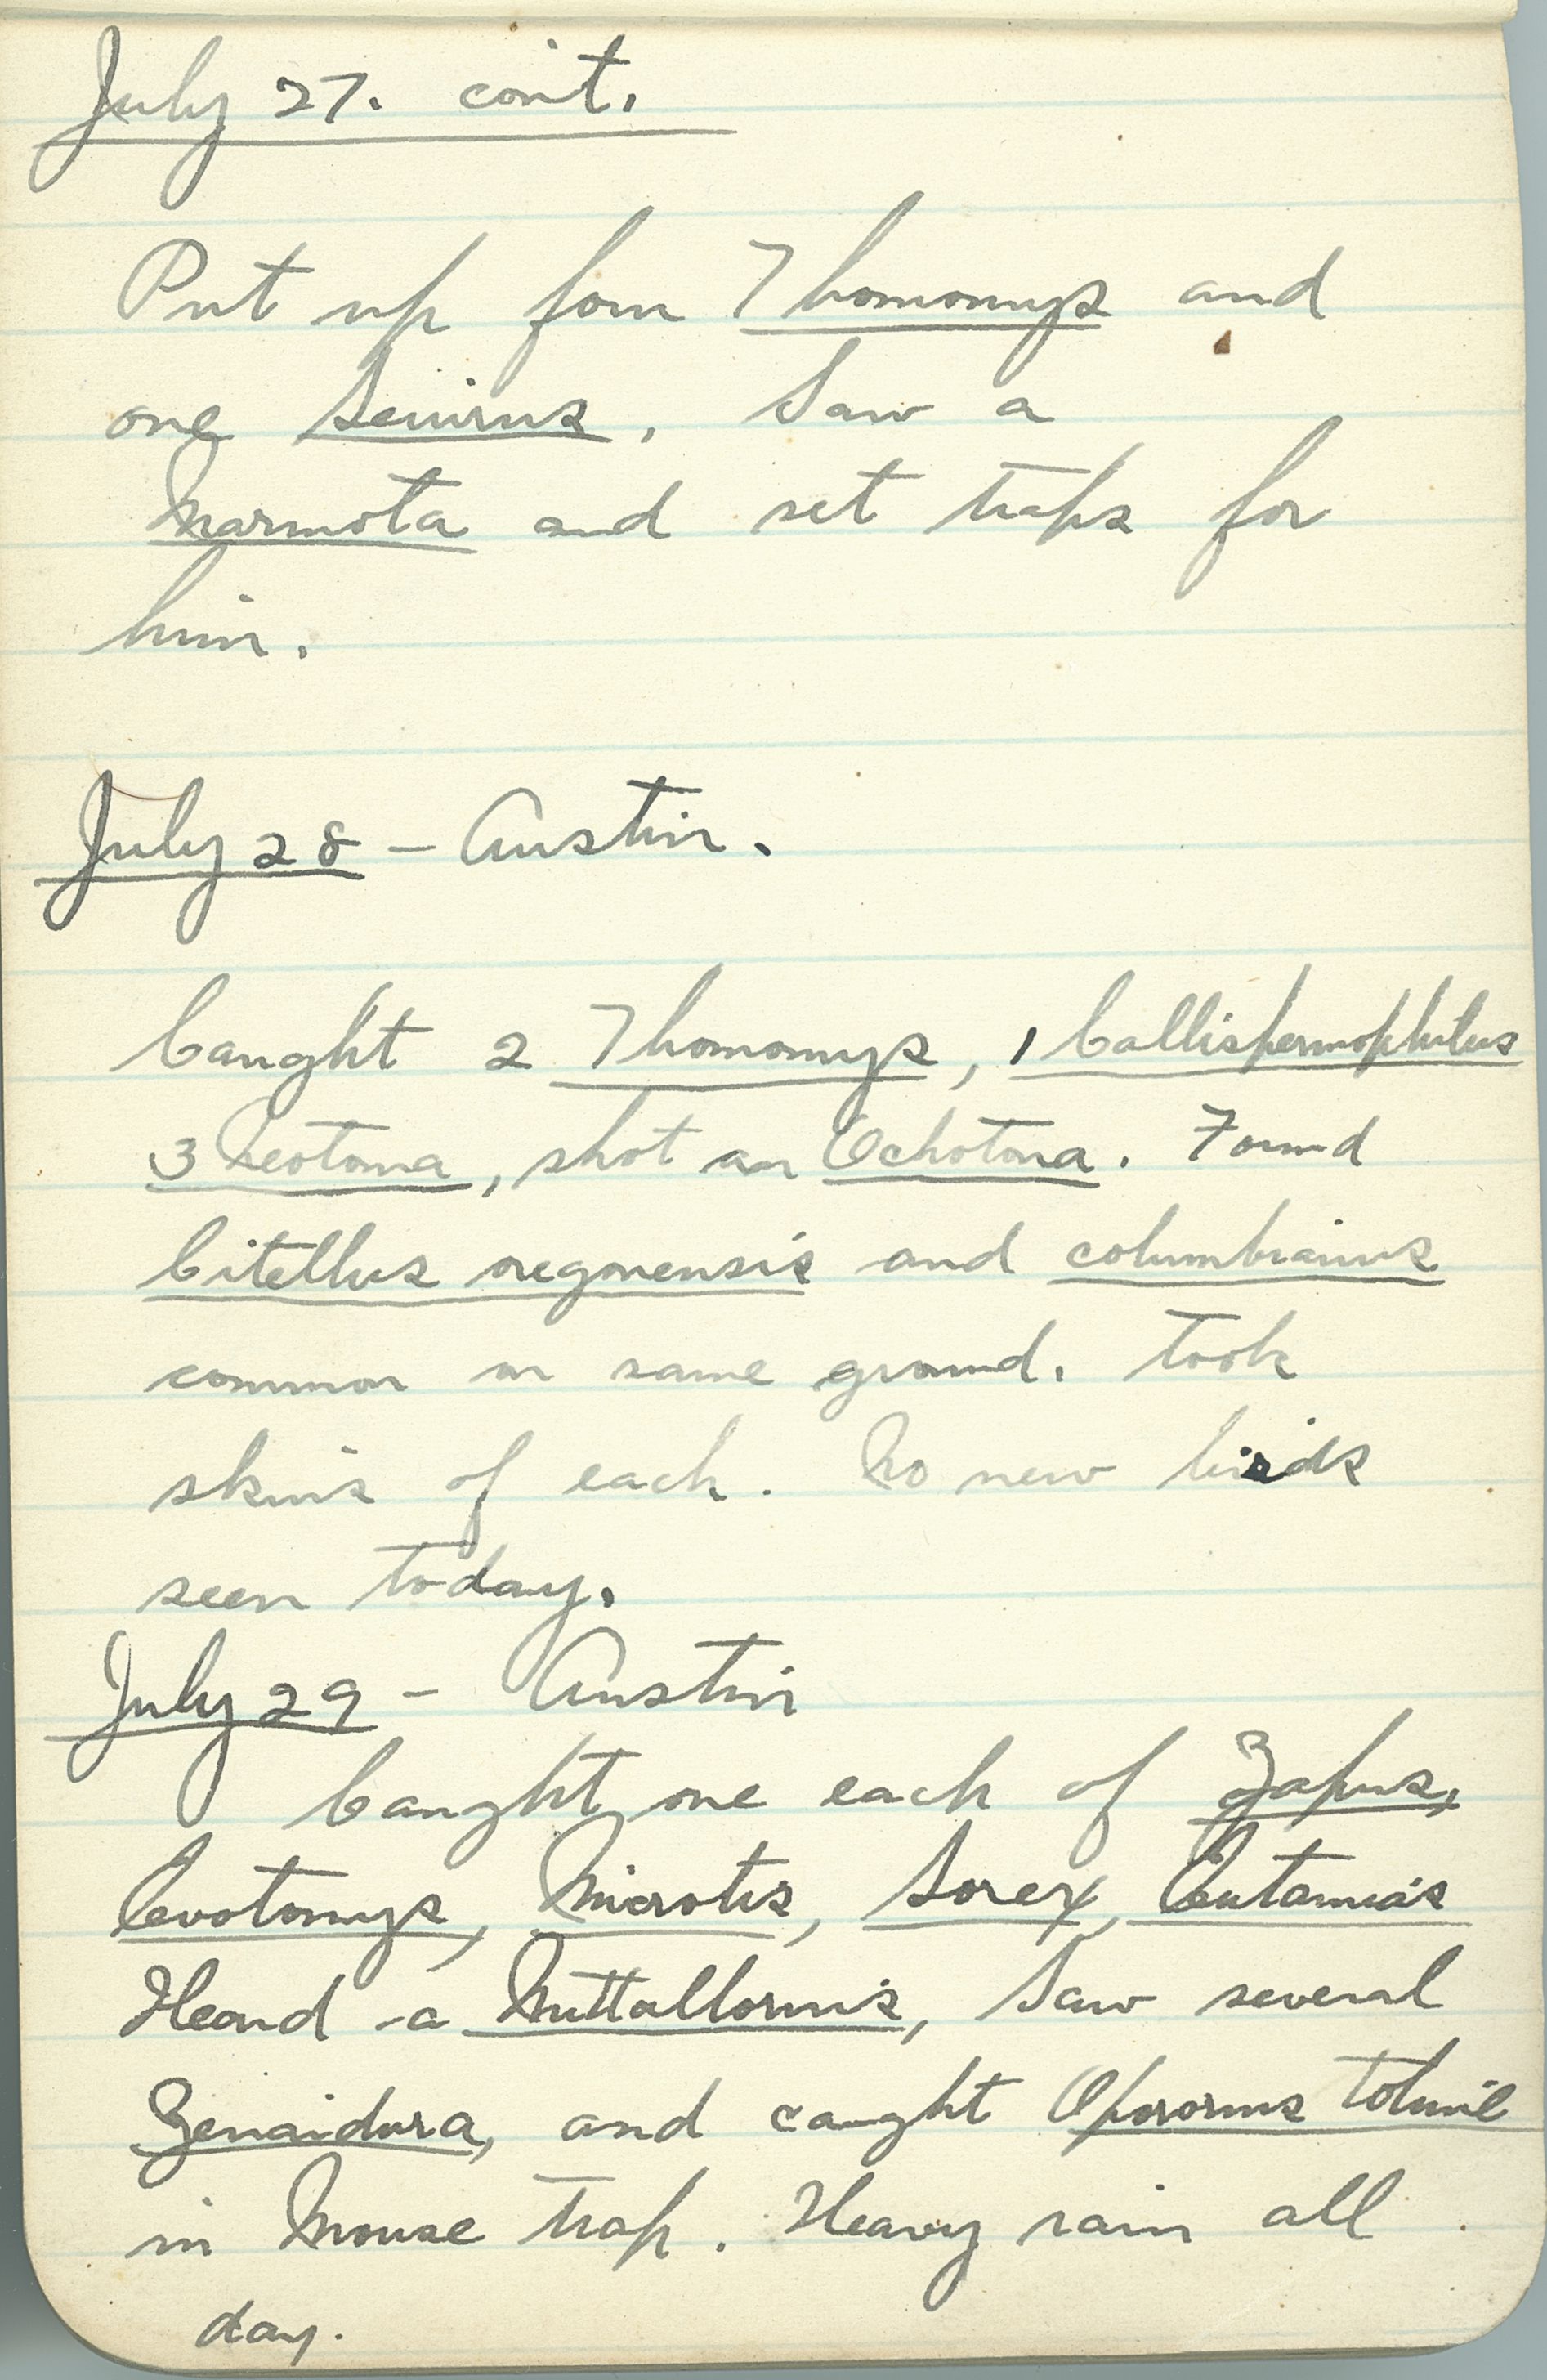 July 27. cont.
Put up four Thomomys and
one Sciurus. Saw a
Marmota and set traps for
him.
July 28 - Austin.
Caught 2 Thomomys, 1 Callispermophilus
3 Neotoma, shot an Ochotona. Found
Citellus oregonensis and columbianus
common on same ground. Took
skins of each. No new birds
seen today.
July 29 - Austin
Caught one each of Zapus,
Evotomys, Microtis, Sorex, Eutamias
Heard a Nuttallornis, Saw several
Zenaidura, and caught Oporornis tolmie
in Mouse trap. Heavy rain all
day.